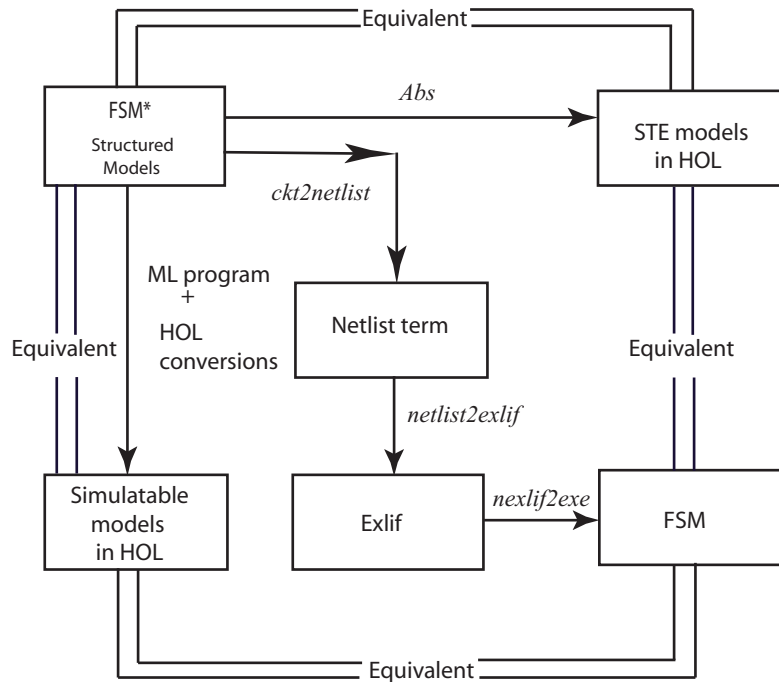 Equivalent
FSM*
Structured
Models
Abs
STE models
in HOL
ckt2netlist
ML program
+
HOL
conversions
Netlist term
Equivalent
Equivalent
netlist2exlif
Simulatable
models
in HOL
Exlif
nexlif2exe
FSM
Equivalent